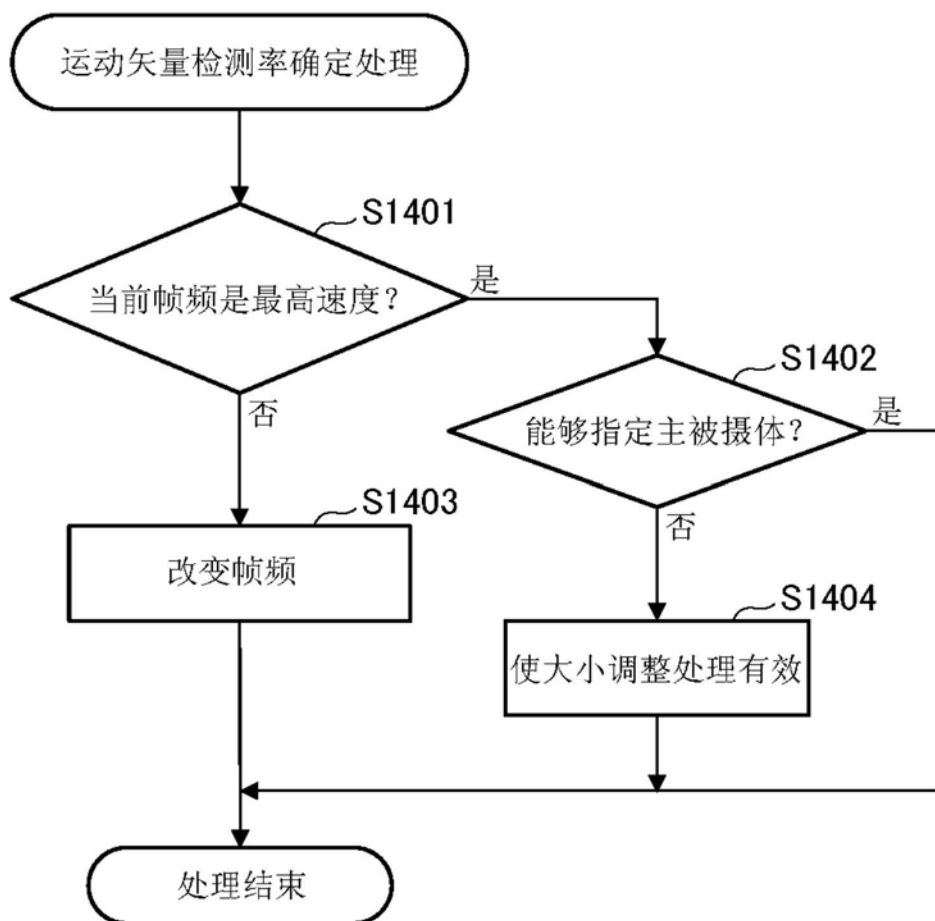 运动矢量检测率确定处理
S1401
当前帧频是最高速度？
是
S1402
能够指定主被摄体？
是
否
S1403
改变帧频
否
S1404
使大小调整处理有效
处理结束